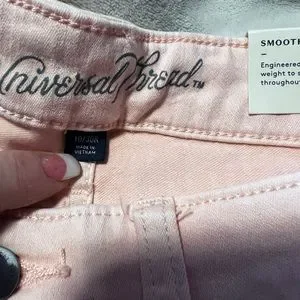 Universal Thread™
SMOOTH
Engineered
weight to s
throughout
MADE IN
VIETNAM